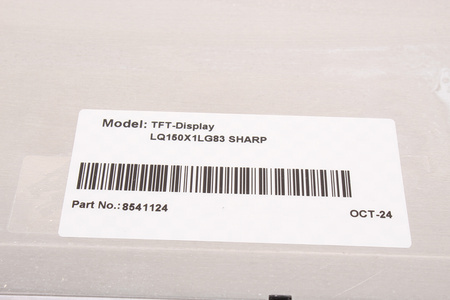 Model: TFT-Display
LQ150X1LG83 SHARP
Part No.:8541124
OCT-24